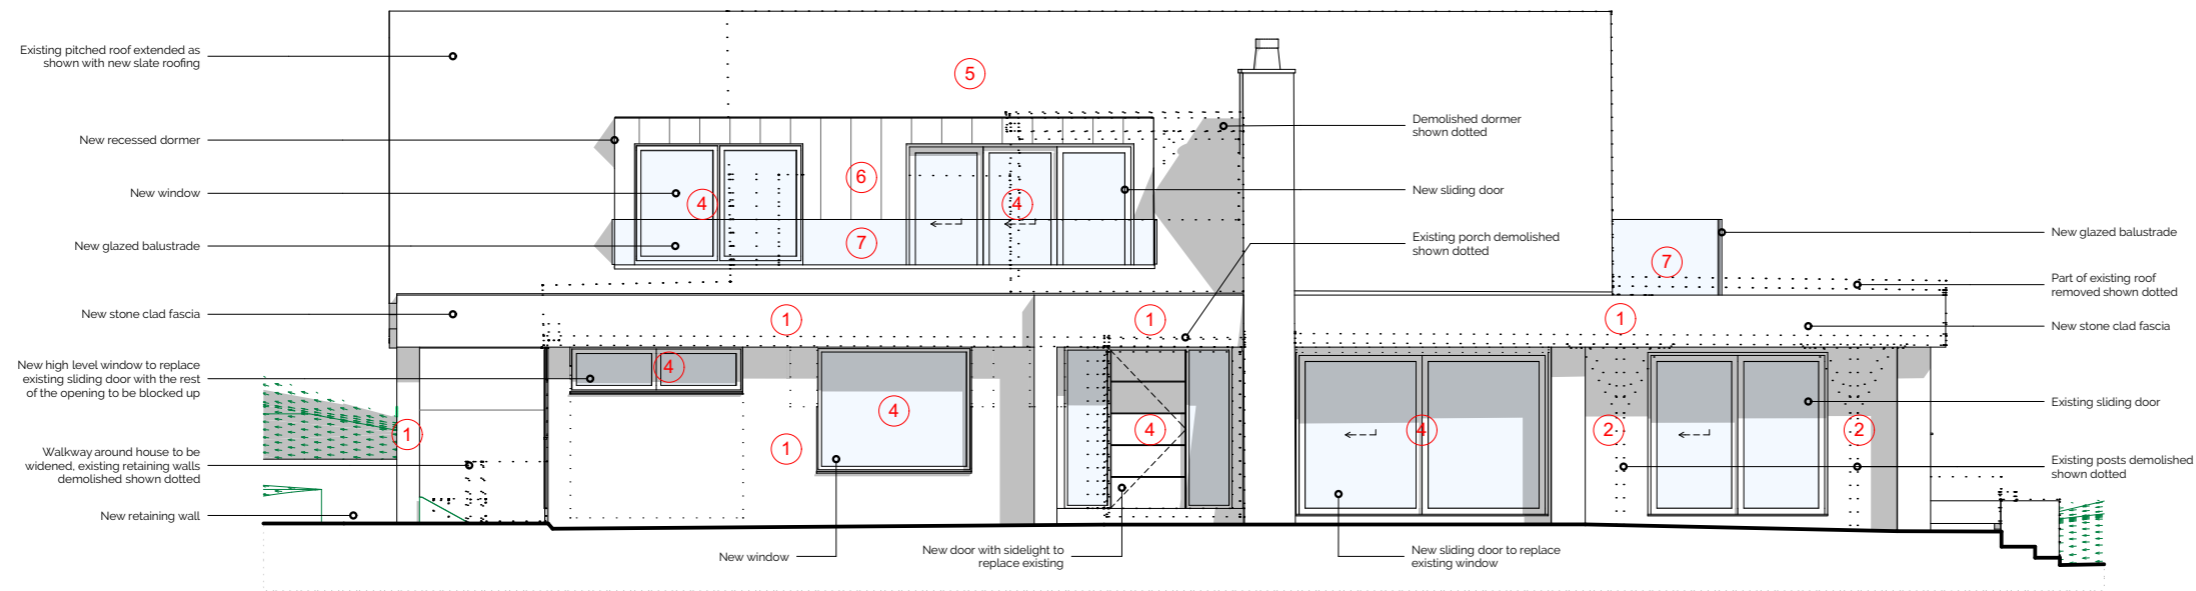 Existing pitched roof extended as
shown with new slate roofing
New recessed dormer
New window
New glazed balustrade
New stone clad fascia
New high level window to replace
existing sliding door with the rest
of the opening to be blocked up
Walkway around house to be
widened, existing retaining walls
demolished shown dotted
New retaining wall
5
6
4
4
7
1
1
1
4
4
1
1
4
4
2
2
7
New window
New door with sidelight to
replace existing
New sliding door to replace
existing window
Demolished dormer
shown dotted
New sliding door
Existing porch demolished
shown dotted
New glazed balustrade
Part of existing roof
removed shown dotted
New stone clad fascia
Existing sliding door
Existing posts demolished
shown dotted